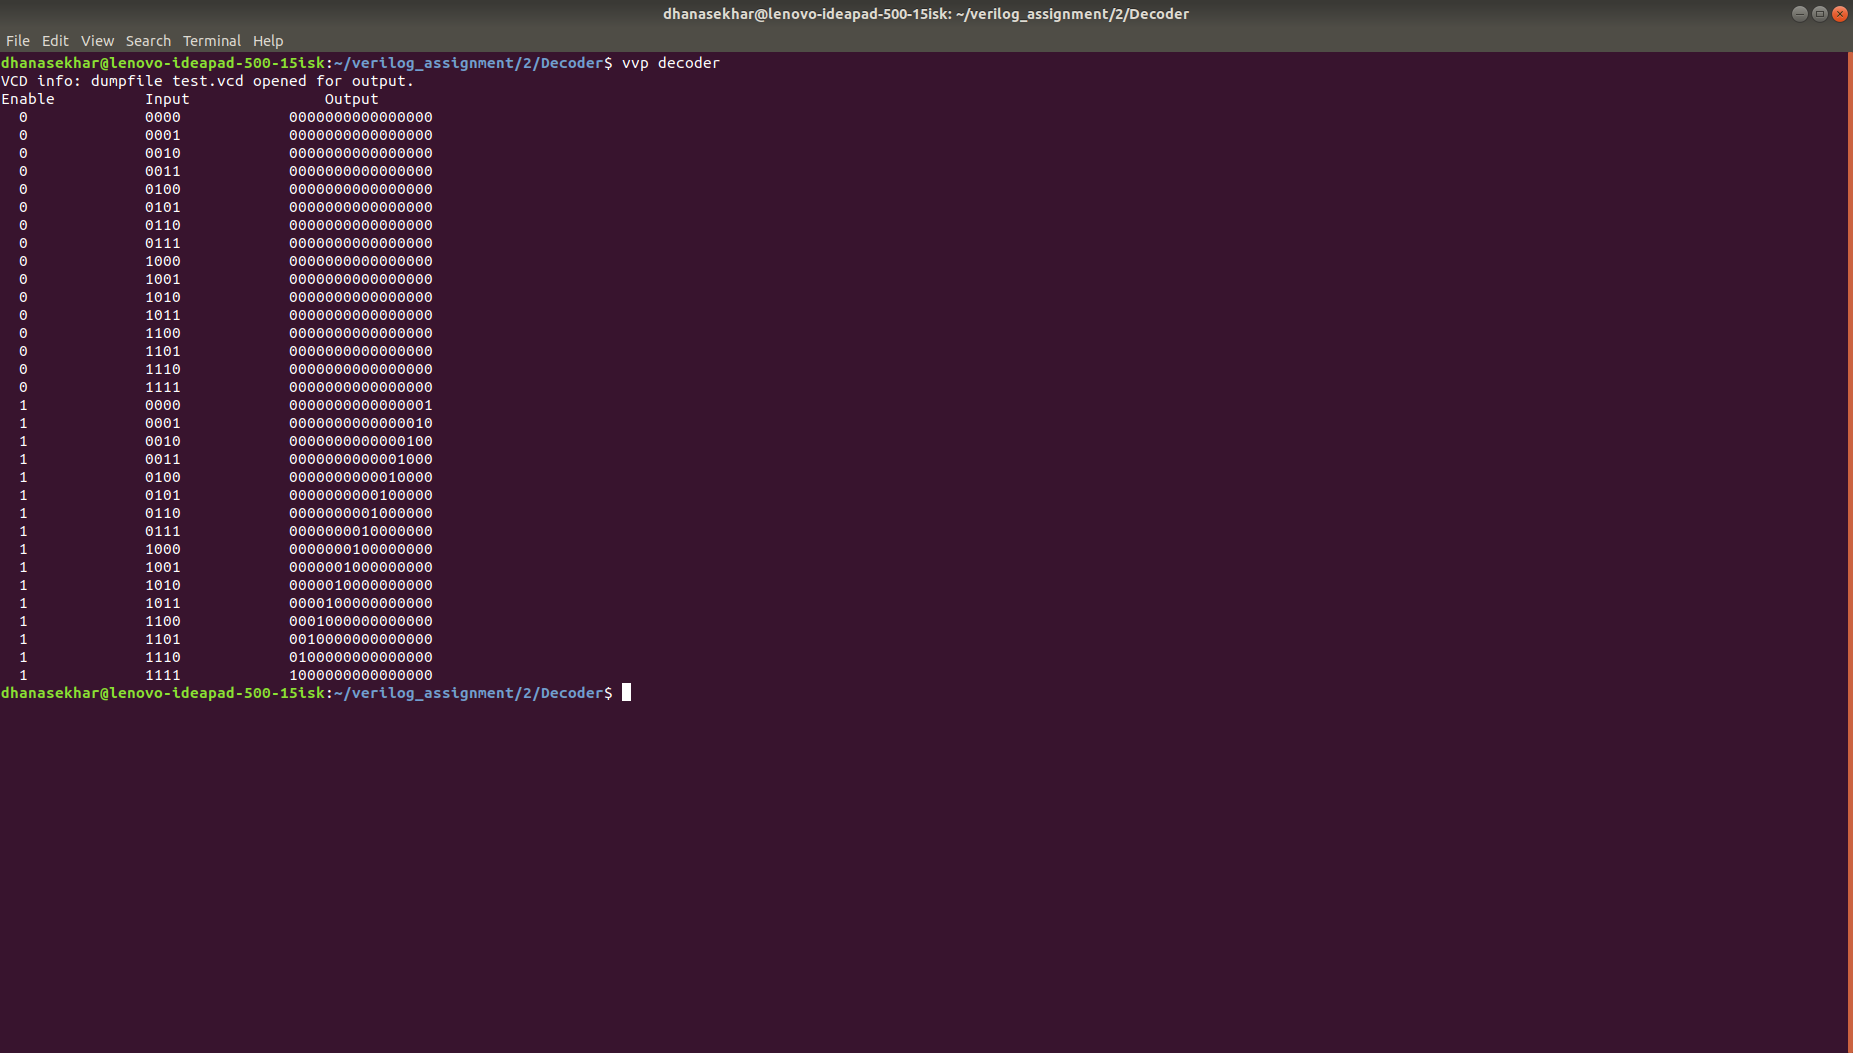 dhanasekhar@lenovo-ideapad-500-15isk: ~/verilog_assignment/2/Decoder
File Edit View Search Terminal Help
dhanasekhar@lenovo-ideapad-500-15isk:~/verilog_assignment/2/Decoder$ vvp decoder
VCD info: dumpfile test.vcd opened for output.
Enable          Input               Output
  0             0000            0000000000000000
  0             0001            0000000000000000
  0             0010            0000000000000000
  0             0011            0000000000000000
  0             0100            0000000000000000
  0             0101            0000000000000000
  0             0110            0000000000000000
  0             0111            0000000000000000
  0             1000            0000000000000000
  0             1001            0000000000000000
  0             1010            0000000000000000
  0             1011            0000000000000000
  0             1100            0000000000000000
  0             1101            0000000000000000
  0             1110            0000000000000000
  0             1111            0000000000000000
  1             0000            0000000000000001
  1             0001            0000000000000010
  1             0010            0000000000000100
  1             0011            0000000000001000
  1             0100            0000000000010000
  1             0101            0000000000100000
  1             0110            0000000001000000
  1             0111            0000000010000000
  1             1000            0000000100000000
  1             1001            0000001000000000
  1             1010            0000010000000000
  1             1011            0000100000000000
  1             1100            0001000000000000
  1             1101            0010000000000000
  1             1110            0100000000000000
  1             1111            1000000000000000
dhanasekhar@lenovo-ideapad-500-15isk:~/verilog_assignment/2/Decoder$